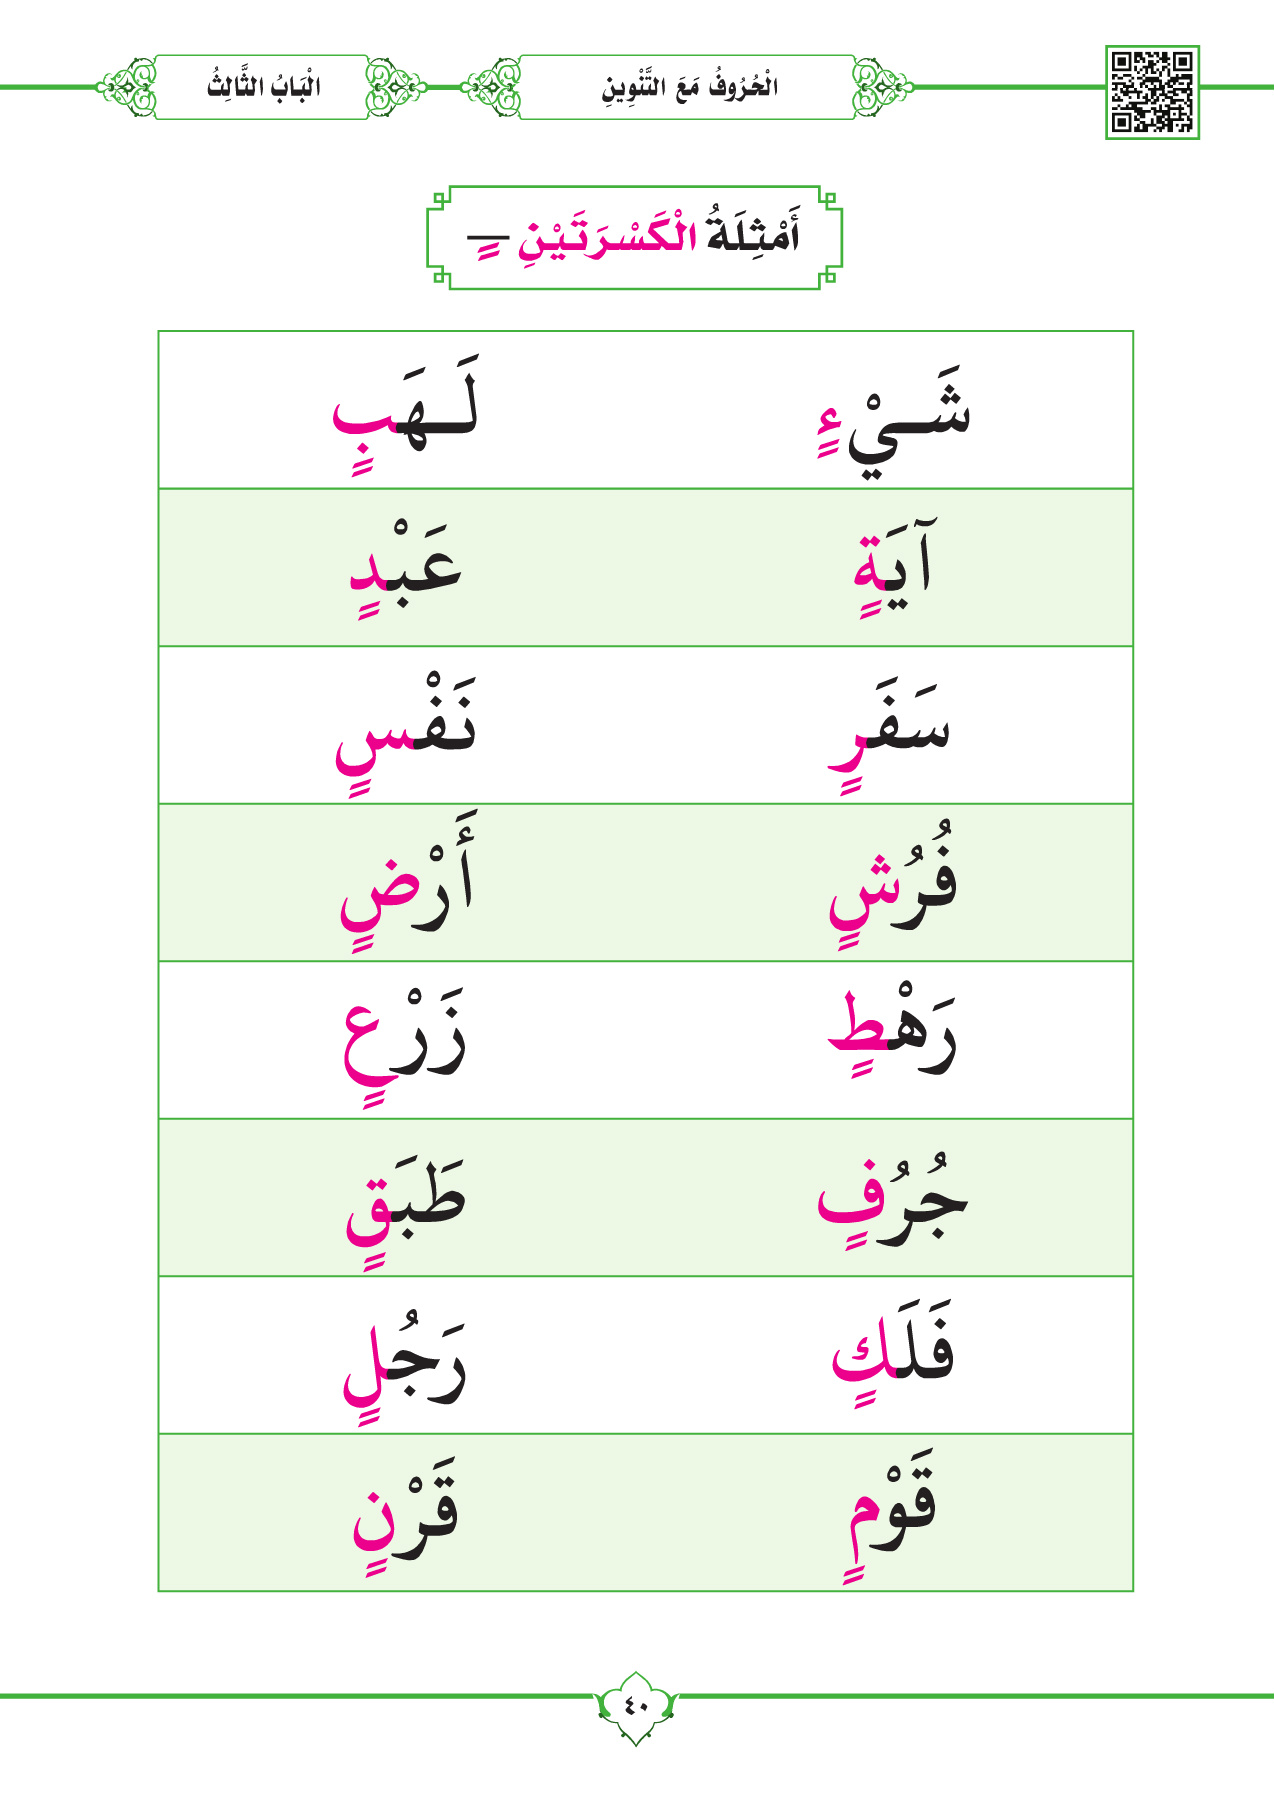 الْحُرُوفُ مَعَ التَّنْوِينِ الْبَابُ الثَّالِثُ
أَمْثِلَةُ الْكَسْرَتَيْنِ ـٍ
شَـيْءٍ لَـهَبٍ
آيَةٍ عَبْدٍ
سَفَرٍ نَفْسٍ
فُرُشٍ أَرْضٍ
رَهْطٍ زَرْعٍ
جُرُفٍ طَبَقٍ
فَلَكٍ رَجُلٍ
قَوْمٍ قَرْنٍ
٤٠